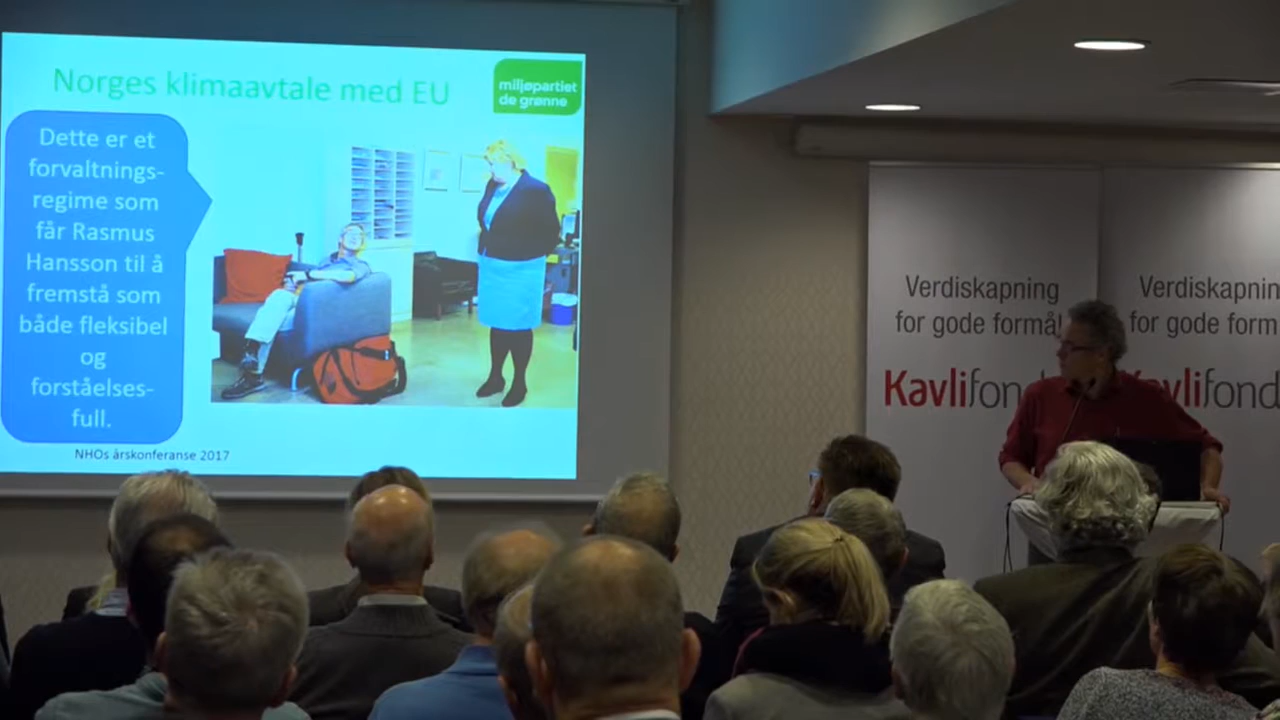 Norges klimaavtale med EU
miljøpartiet
de grønne
Dette er et
forvaltnings-
regime som
får Rasmus
Hansson til å
fremstå som
både fleksibel
og
forståelses-
full.
NHOs årskonferanse 2017
Verdiskapning
for gode formål
Kavlifond
Verdiskapnin
for gode form
Kavlifond